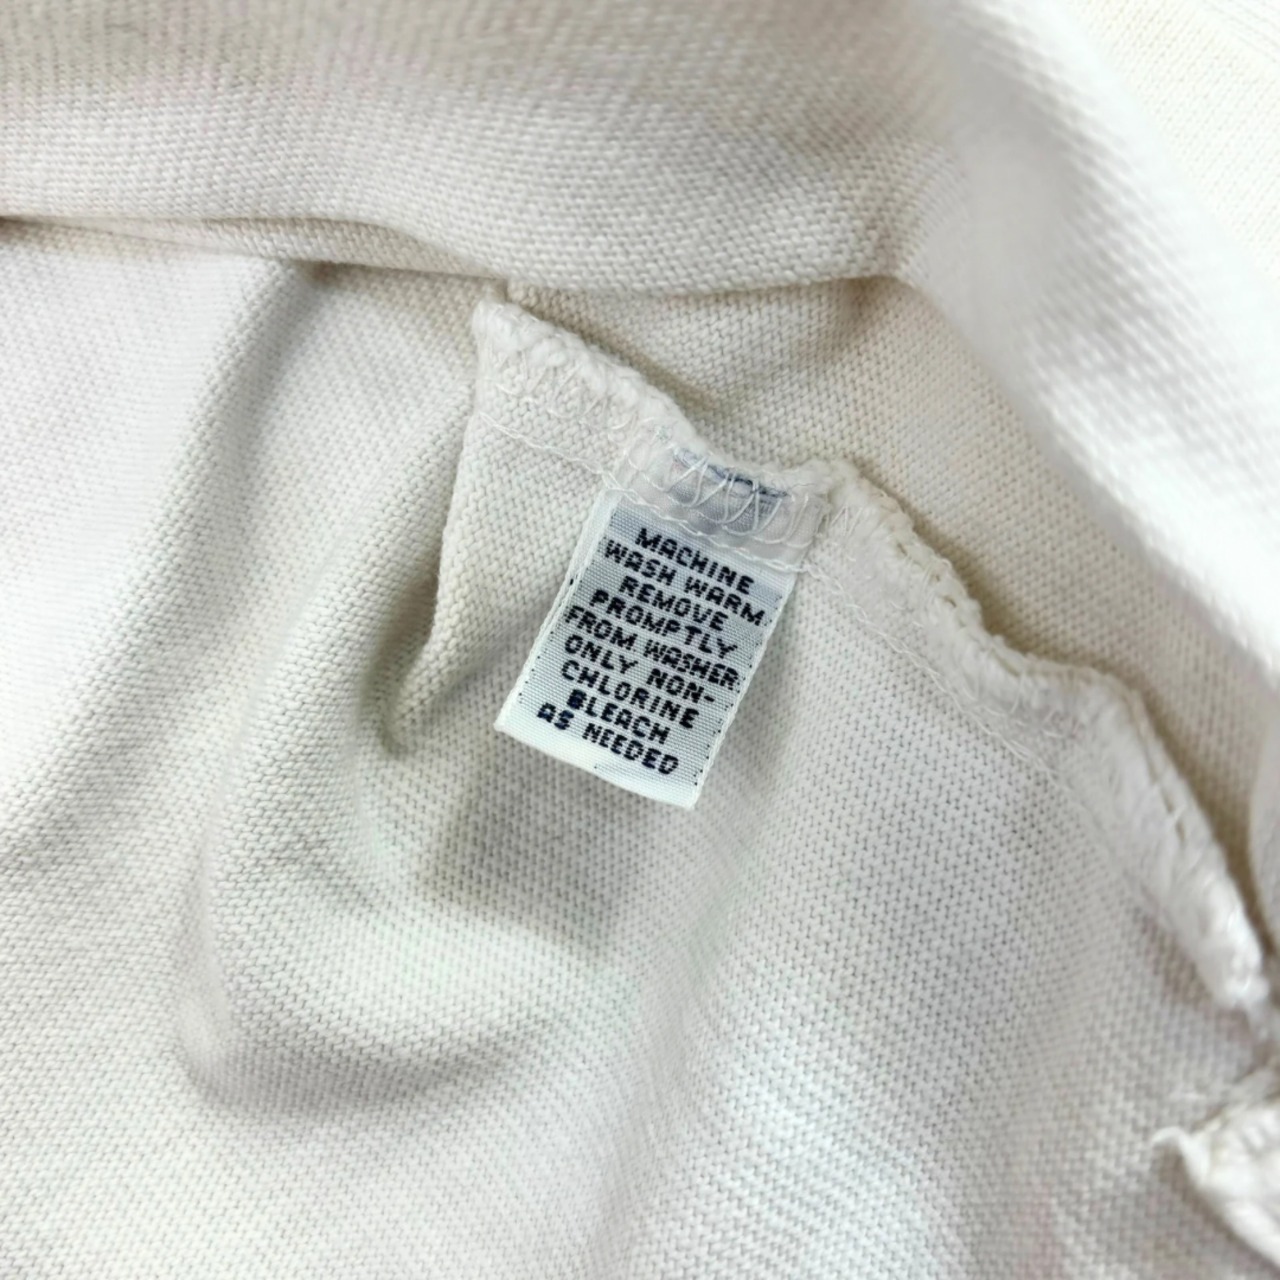 MACHINE
WASH WARM
REMOVE
PROMPTLY
FROM WASHER
ONLY NON-
CHLORINE
BLEACH
AS NEEDED